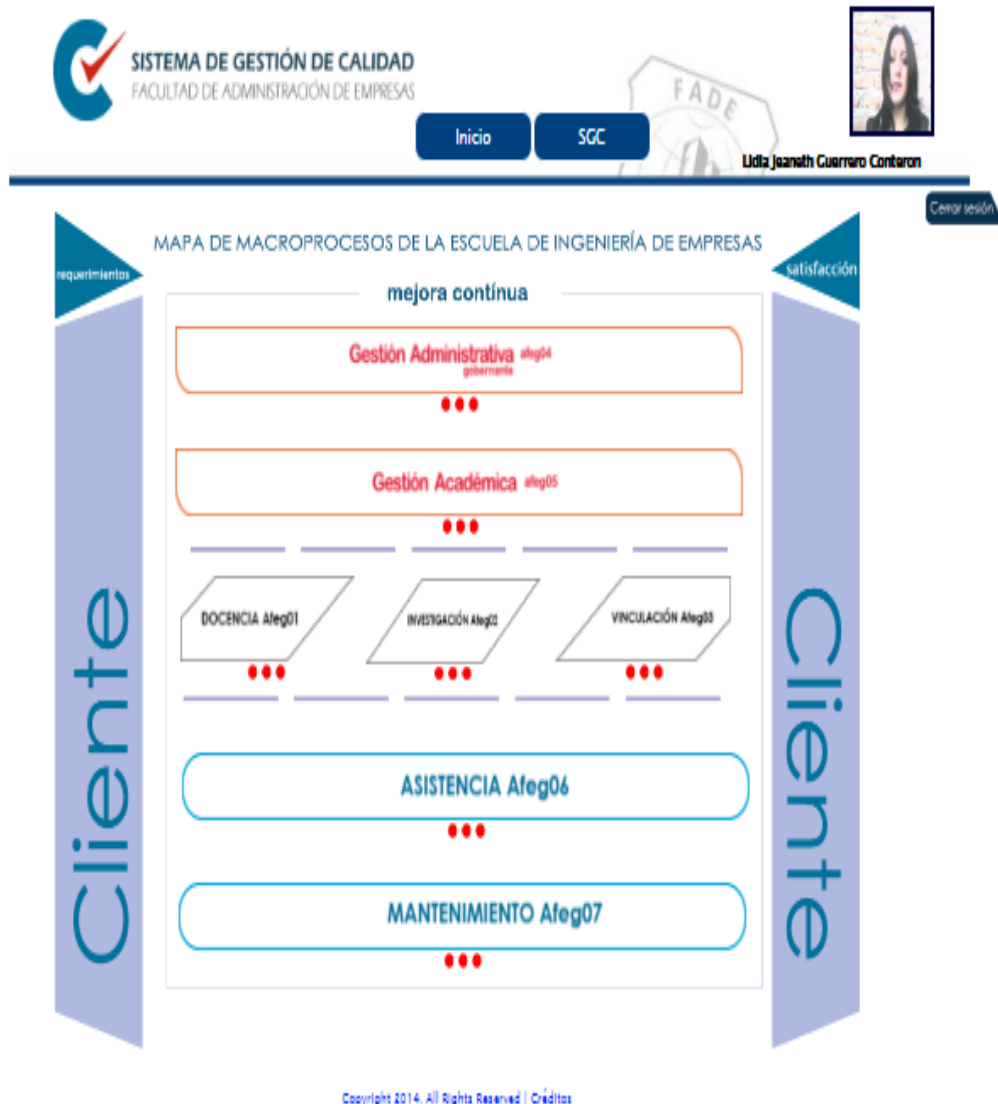 SISTEMA DE GESTIÓN DE CALIDAD
FACULTAD DE ADMINISTRACIÓN DE EMPRESAS
FADE
Inicio
SGC
Lidia Jeaneth Guerrero Conteron
Cerrar sesión
MAPA DE MACROPROCESOS DE LA ESCUELA DE INGENIERÍA DE EMPRESAS
requerimientos
satisfacción
mejora contínua
Gestión Administrativa afeg04
gobernante
Gestión Académica afeg05
DOCENCIA Afeg01
INVESTIGACIÓN Afeg02
VINCULACIÓN Afeg03
Cliente
Cliente
ASISTENCIA Afeg06
MANTENIMIENTO Afeg07
Copyright 2014. All Rights Reserved | Créditos